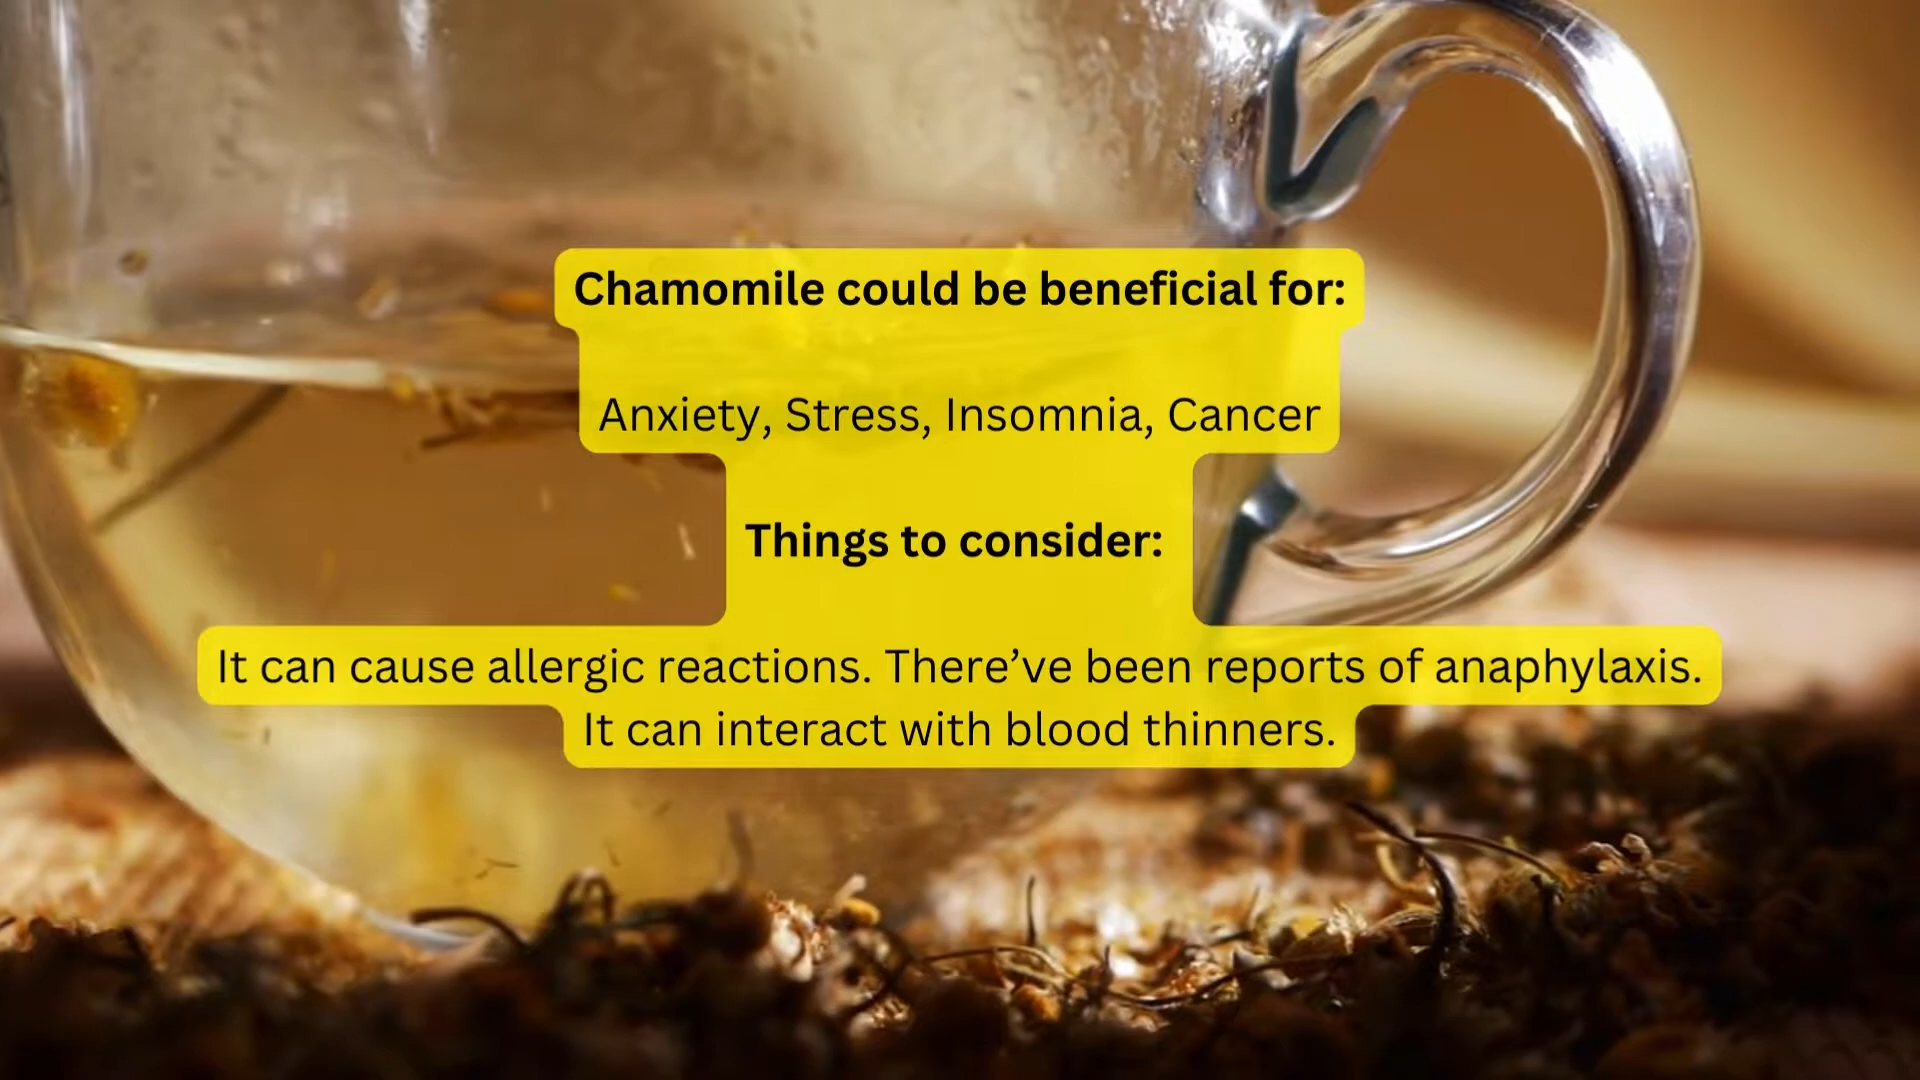 Chamomile could be beneficial for:
Anxiety, Stress, Insomnia, Cancer
Things to consider:
It can cause allergic reactions. There’ve been reports of anaphylaxis.
It can interact with blood thinners.